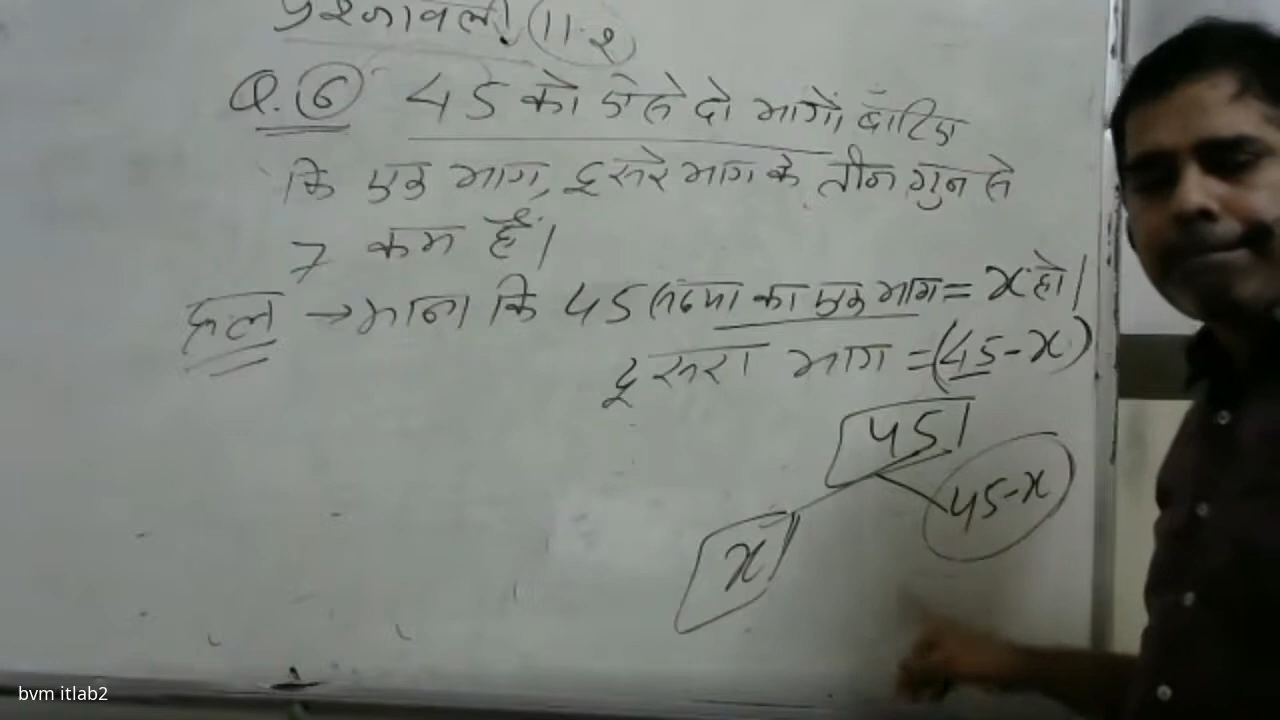 प्रश्नावली (11.2)
Q.6 45 को ऐसे दो भागों बाँटिए
कि एक भाग, दूसरे भाग के तीन गुन से
7 कम हैं।
हल → माना कि 45 संख्या का एक भाग = x हो।
दूसरा भाग = (45-x)
45
45-x
x
bvm itlab2